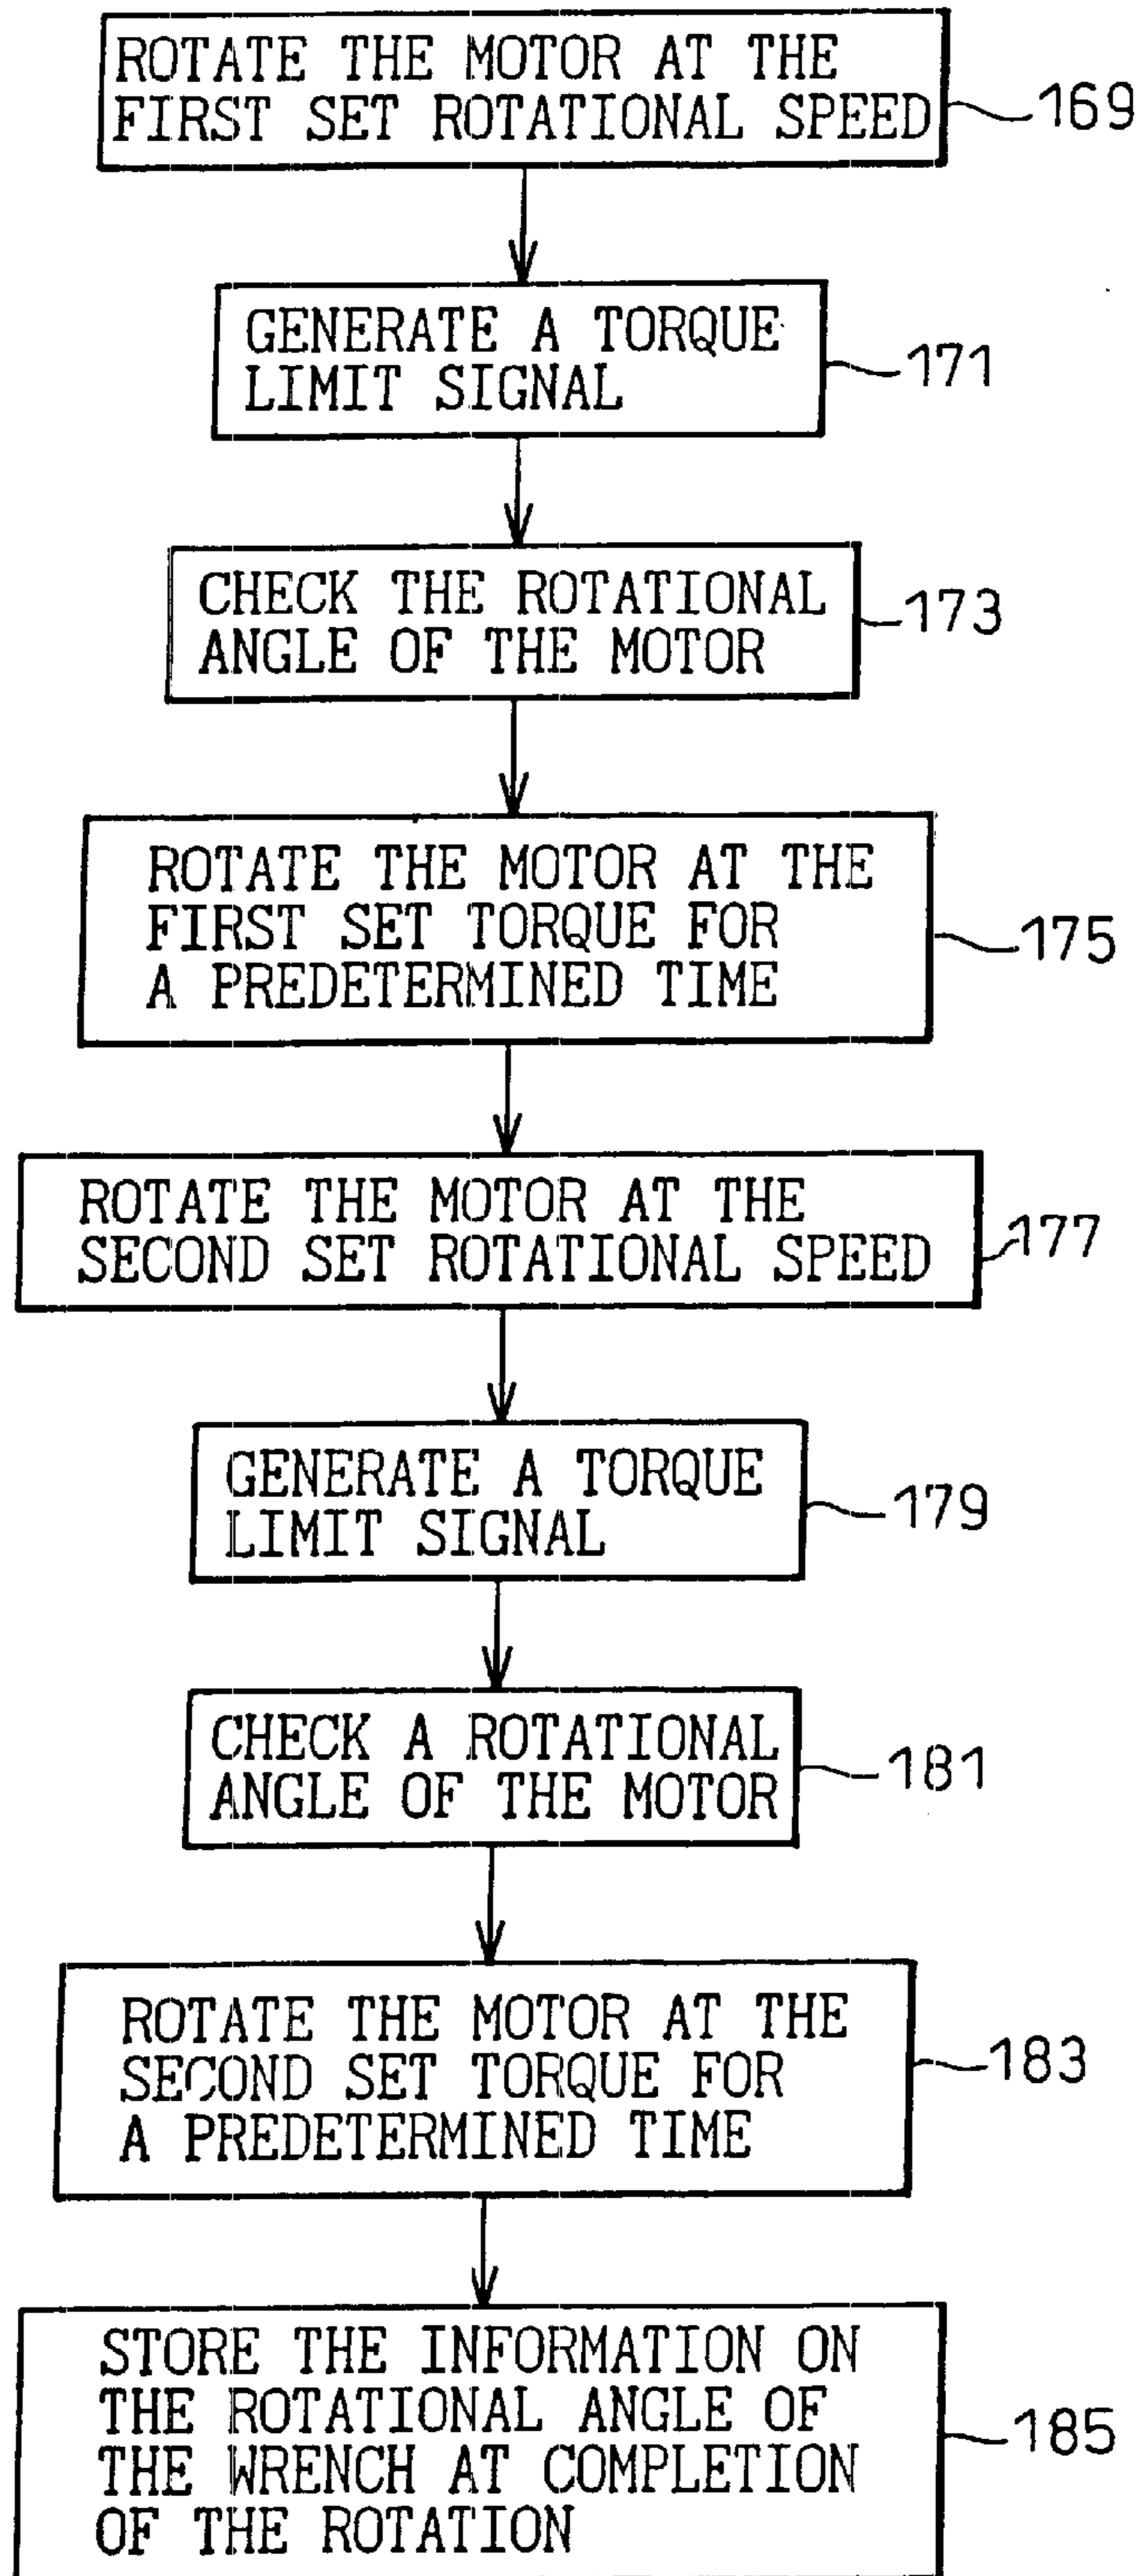 ROTATE THE MOTOR AT THE
FIRST SET ROTATIONAL SPEED
169
GENERATE A TORQUE
LIMIT SIGNAL
171
CHECK THE ROTATIONAL
ANGLE OF THE MOTOR
173
ROTATE THE MOTOR AT THE
FIRST SET TORQUE FOR
A PREDETERMINED TIME
175
ROTATE THE MOTOR AT THE
SECOND SET ROTATIONAL SPEED
177
GENERATE A TORQUE
LIMIT SIGNAL
179
CHECK A ROTATIONAL
ANGLE OF THE MOTOR
181
ROTATE THE MOTOR AT THE
SECOND SET TORQUE FOR
A PREDETERMINED TIME
183
STORE THE INFORMATION ON
THE ROTATIONAL ANGLE OF
THE WRENCH AT COMPLETION
OF THE ROTATION
185